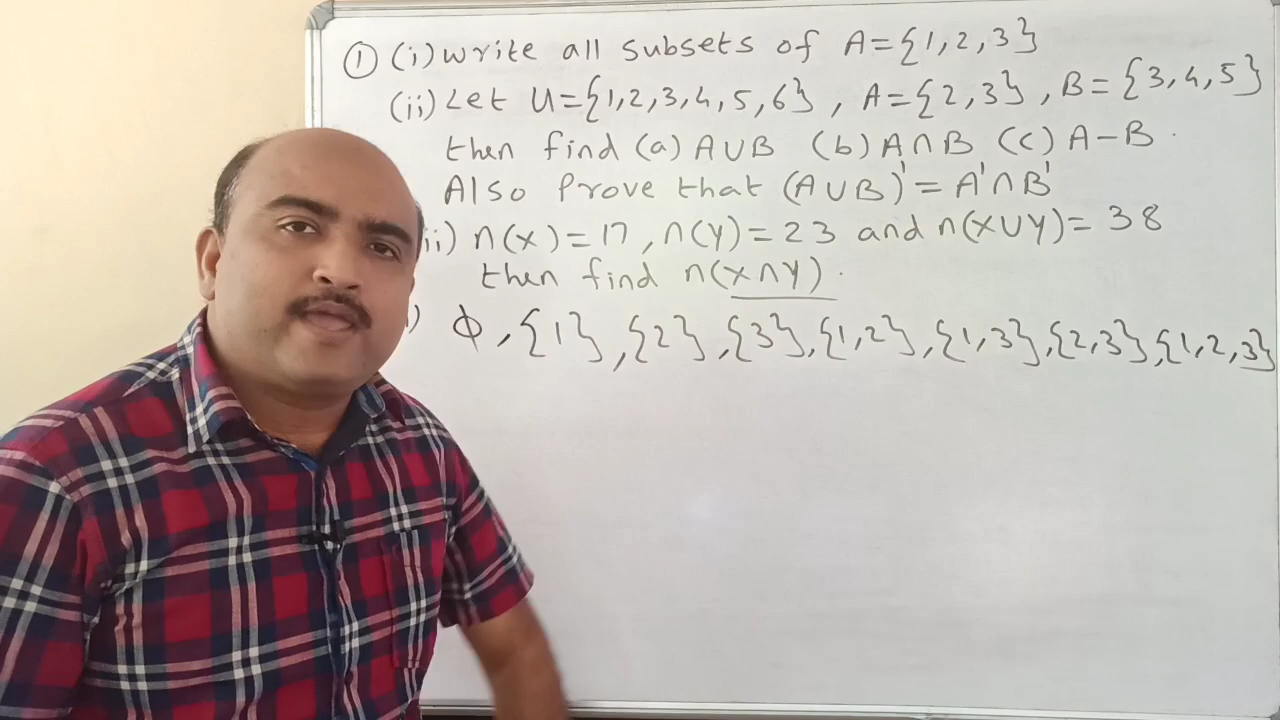 ① (i) write all subsets of A={1,2,3}
(ii) Let U={1,2,3,4,5,6}, A={2,3}, B={3,4,5}
then find (a) A∪B (b) A∩B (c) A-B.
Also Prove that (A∪B)'=A'∩B'
ii) n(x)=17, n(Y)=23 and n(X∪Y)=38
then find n(X∩Y).
) ϕ, {1}, {2}, {3}, {1,2}, {1,3}, {2,3}, {1,2,3}